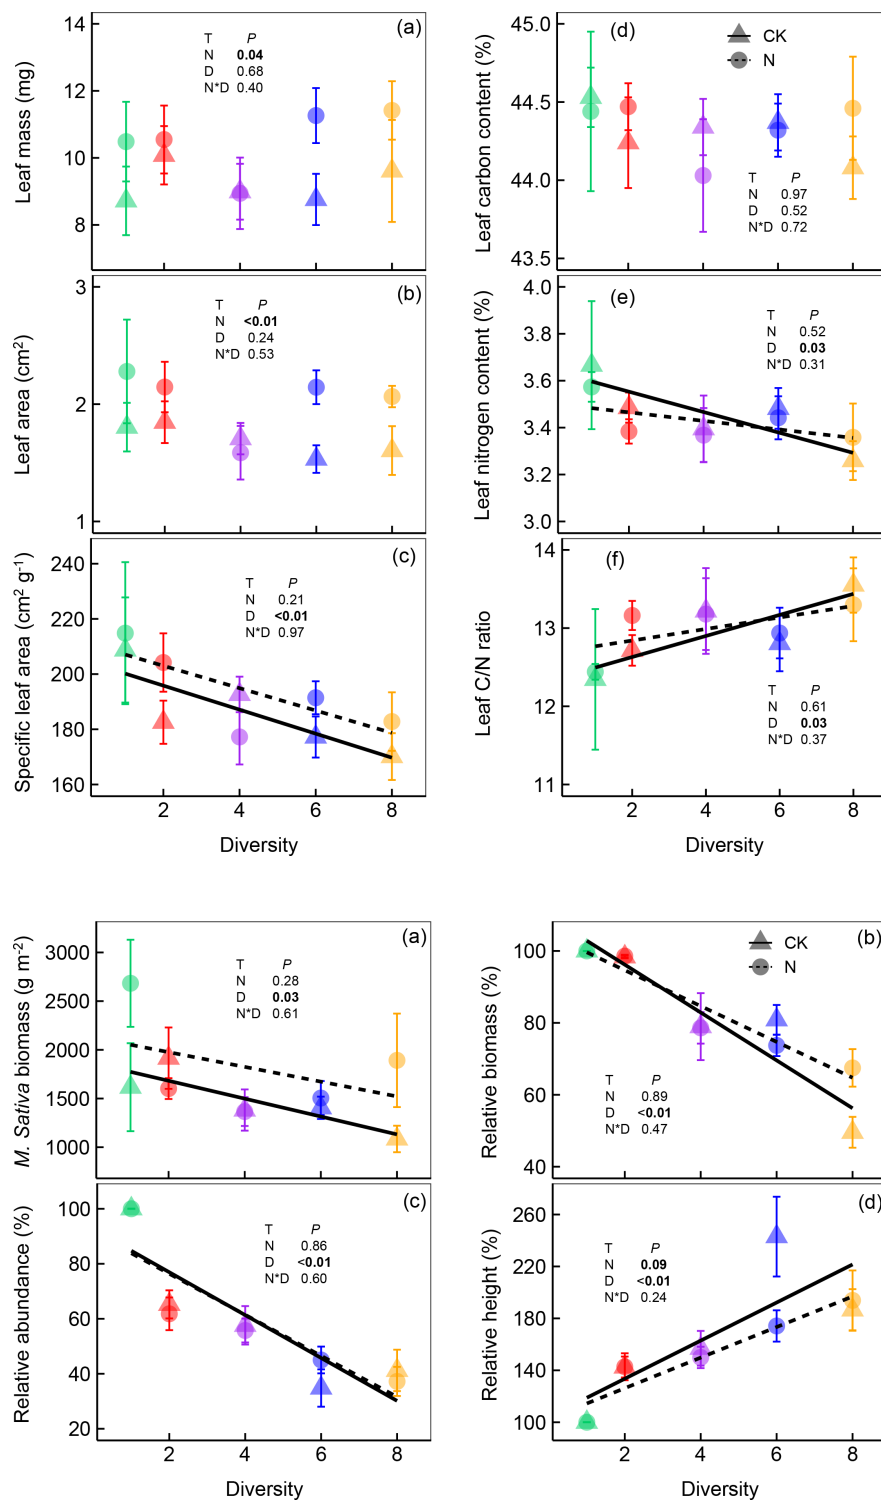 (a)
T P
N 0.04
D 0.68
N*D 0.40
Leaf mass (mg)
14
12
10
8
(d)
CK
N
T P
N 0.97
D 0.52
N*D 0.72
Leaf carbon content (%)
45.0
44.5
44.0
43.5
(b)
T P
N <0.01
D 0.24
N*D 0.53
Leaf area (cm²)
3
2
1
(e)
T P
N 0.52
D 0.03
N*D 0.31
Leaf nitrogen content (%)
4.0
3.8
3.6
3.4
3.2
3.0
(c)
T P
N 0.21
D <0.01
N*D 0.97
Specific leaf area (cm² g⁻¹)
240
220
200
180
160
2 4 6 8
Diversity
(f)
T P
N 0.61
D 0.03
N*D 0.37
Leaf C/N ratio
14
13
12
11
2 4 6 8
Diversity
(a)
T P
N 0.28
D 0.03
N*D 0.61
M. Sativa biomass (g m⁻²)
3000
2500
2000
1500
1000
(b)
CK
N
T P
N 0.89
D <0.01
N*D 0.47
Relative biomass (%)
100
80
60
40
(c)
T P
N 0.86
D <0.01
N*D 0.60
Relative abundance (%)
100
80
60
40
20
2 4 6 8
Diversity
(d)
T P
N 0.09
D <0.01
N*D 0.24
Relative height (%)
260
220
180
140
100
2 4 6 8
Diversity